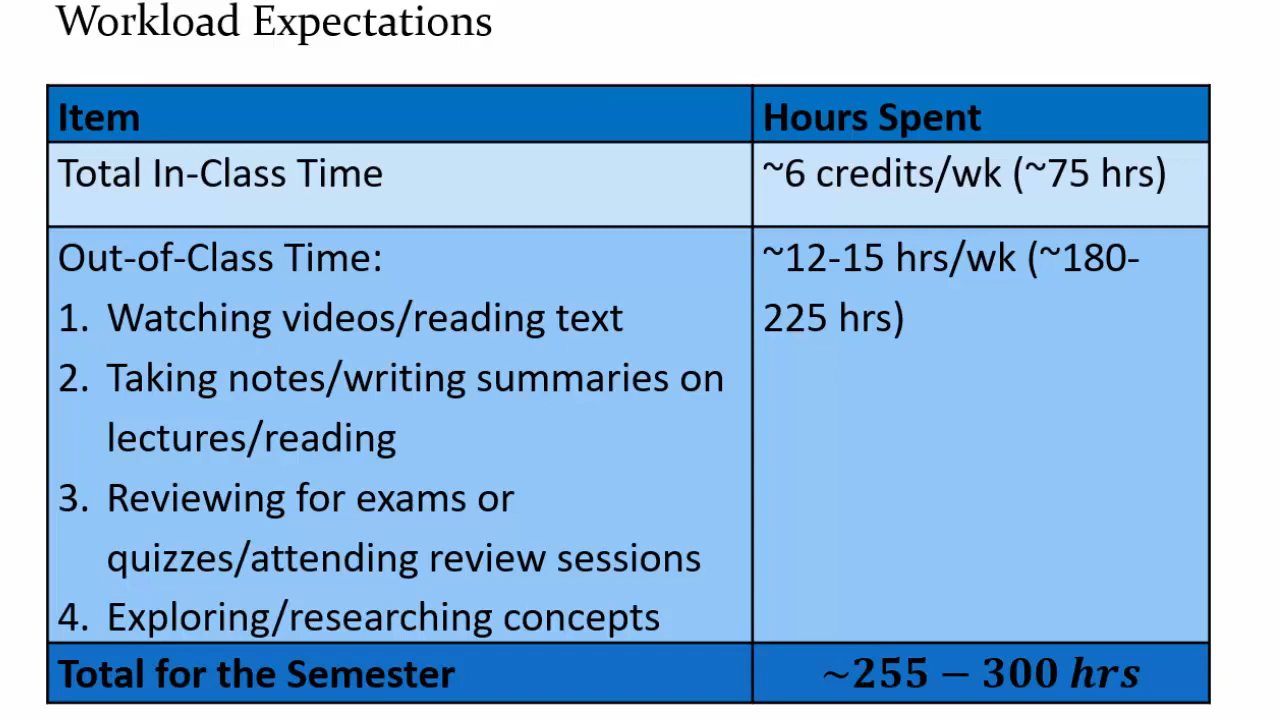 Workload Expectations
Item
Hours Spent
Total In-Class Time
~6 credits/wk (~75 hrs)
Out-of-Class Time:
1. Watching videos/reading text
2. Taking notes/writing summaries on
lectures/reading
3. Reviewing for exams or
quizzes/attending review sessions
4. Exploring/researching concepts
~12-15 hrs/wk (~180-
225 hrs)
Total for the Semester
~255 – 300 hrs